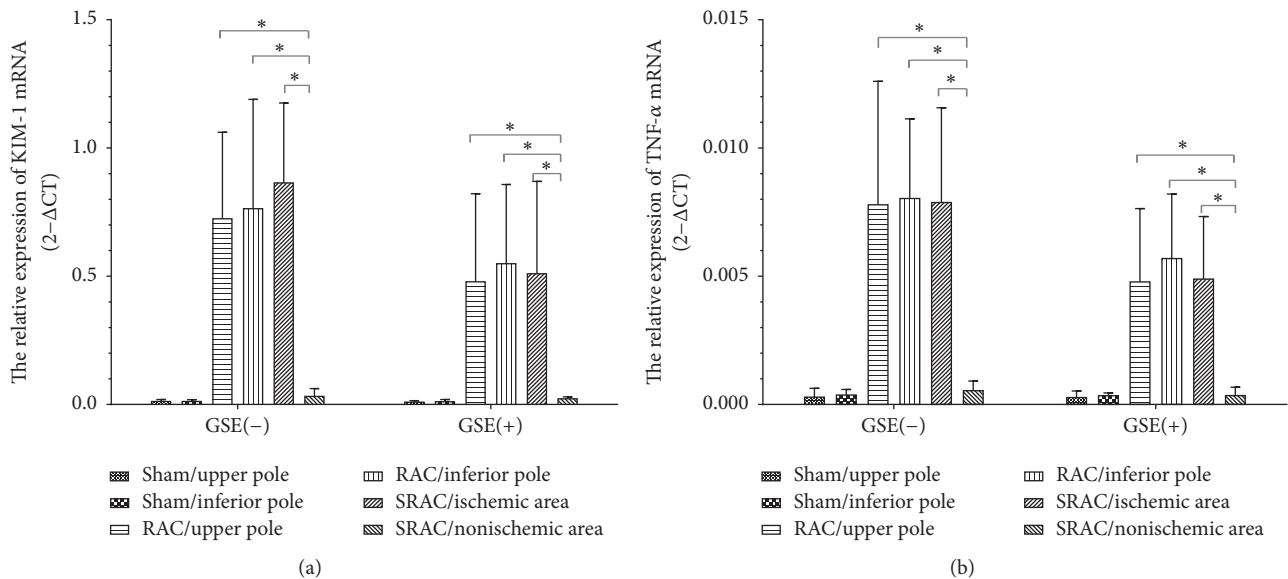 The relative expression of KIM-1 mRNA
(2−ΔCT)
1.5
1.0
0.5
0.0
*
*
*
*
*
*
GSE(−)
GSE(+)
Sham/upper pole
Sham/inferior pole
RAC/upper pole
RAC/inferior pole
SRAC/ischemic area
SRAC/nonischemic area
(a)
The relative expression of TNF-α mRNA
(2−ΔCT)
0.015
0.010
0.005
0.000
*
*
*
*
*
*
GSE(−)
GSE(+)
Sham/upper pole
Sham/inferior pole
RAC/upper pole
RAC/inferior pole
SRAC/ischemic area
SRAC/nonischemic area
(b)